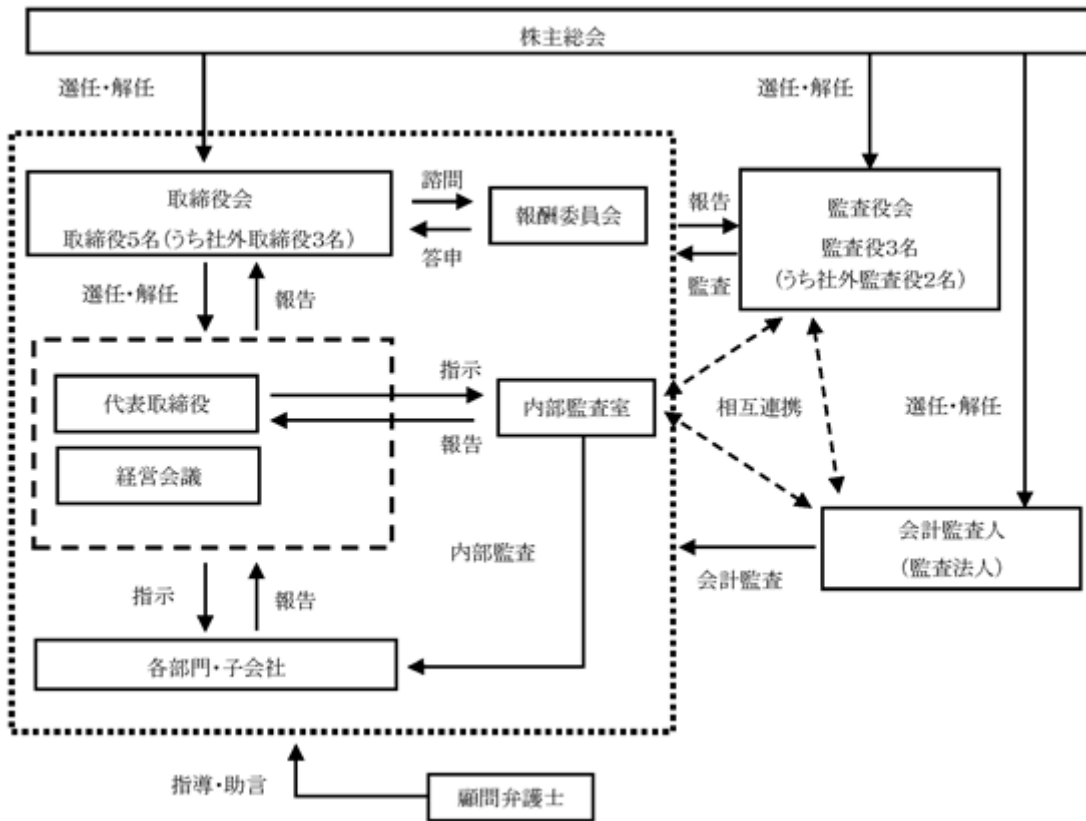 株主総会
選任・解任
選任・解任
取締役会
取締役5名(うち社外取締役3名)
諮問
答申
報酬委員会
報告
監査
監査役会
監査役3名
(うち社外監査役2名)
選任・解任
報告
代表取締役
経営会議
指示
報告
内部監査室
相互連携
選任・解任
会計監査人
(監査法人)
会計監査
内部監査
指示
報告
各部門・子会社
指導・助言
顧問弁護士